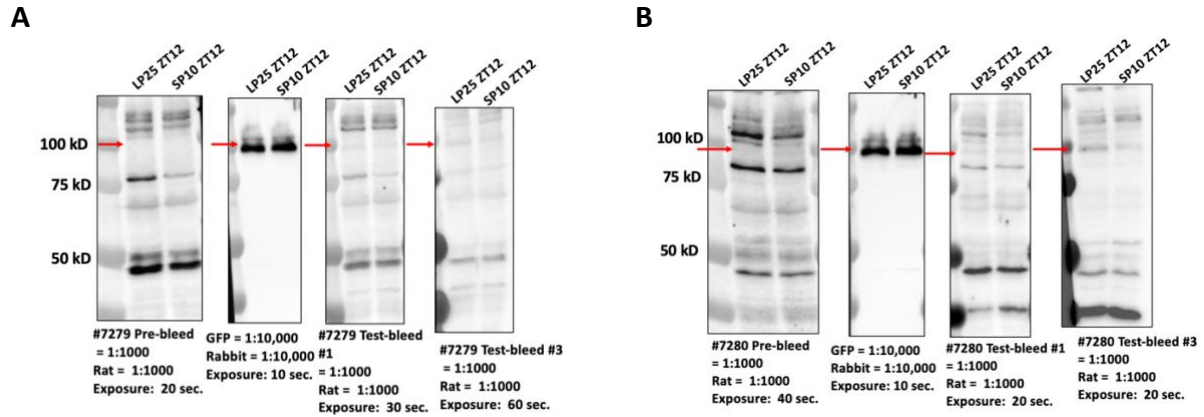 A
LP25 ZT12
SP10 ZT12
LP25 ZT12
SP10 ZT12
LP25 ZT12
SP10 ZT12
LP25 ZT12
SP10 ZT12
100 kD
75 kD
50 kD
#7279 Pre-bleed
= 1:1000
Rat = 1:1000
Exposure: 20 sec.
GFP = 1:10,000
Rabbit = 1:10,000
Exposure: 10 sec.
#7279 Test-bleed
#1
= 1:1000
Rat = 1:1000
Exposure: 30 sec.
#7279 Test-bleed #3
= 1:1000
Rat = 1:1000
Exposure: 60 sec.
B
LP25 ZT12
SP10 ZT12
LP25 ZT12
SP10 ZT12
LP25 ZT12
SP10 ZT12
LP25 ZT12
SP10 ZT12
100 kD
75 kD
50 kD
#7280 Pre-bleed
= 1:1000
Rat = 1:1000
Exposure: 40 sec.
GFP = 1:10,000
Rabbit = 1:10,000
Exposure: 10 sec.
#7280 Test-bleed #1
= 1:1000
Rat = 1:1000
Exposure: 20 sec.
#7280 Test-bleed #3
= 1:1000
Rat = 1:1000
Exposure: 20 sec.